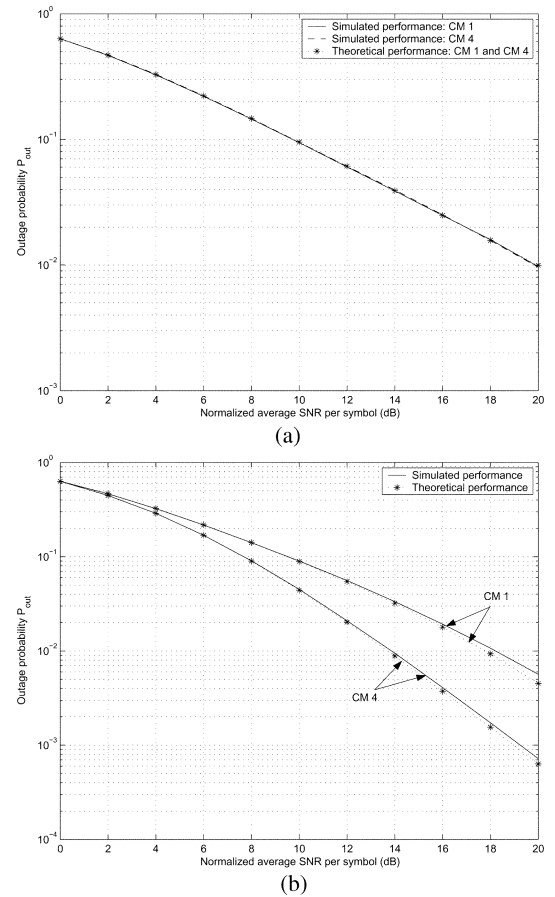 (a)
10^0
10^-1
10^-2
10^-3
Outage probability P_out
Simulated performance: CM 1
Simulated performance: CM 4
Theoretical performance: CM 1 and CM 4
0 2 4 6 8 10 12 14 16 18 20
Normalized average SNR per symbol (dB)
(a)
10^0
10^-1
10^-2
10^-3
10^-4
Outage probability P_out
Simulated performance
Theoretical performance
CM 1
CM 4
0 2 4 6 8 10 12 14 16 18 20
Normalized average SNR per symbol (dB)
(b)